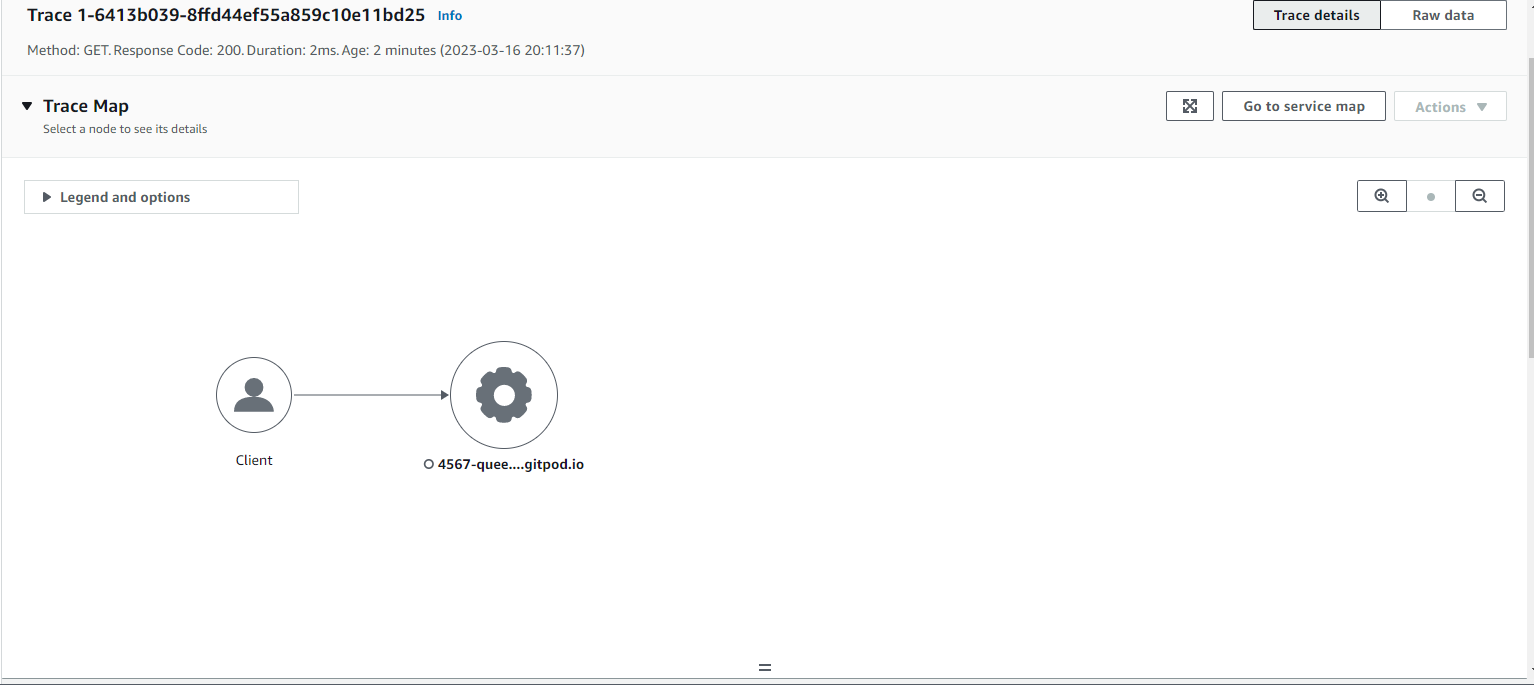 Trace 1-6413b039-8ffd44ef55a859c10e11bd25 Info
Trace details Raw data
Method: GET. Response Code: 200. Duration: 2ms. Age: 2 minutes (2023-03-16 20:11:37)
Trace Map
Go to service map Actions
Select a node to see its details
Legend and options
Client
4567-quee....gitpod.io